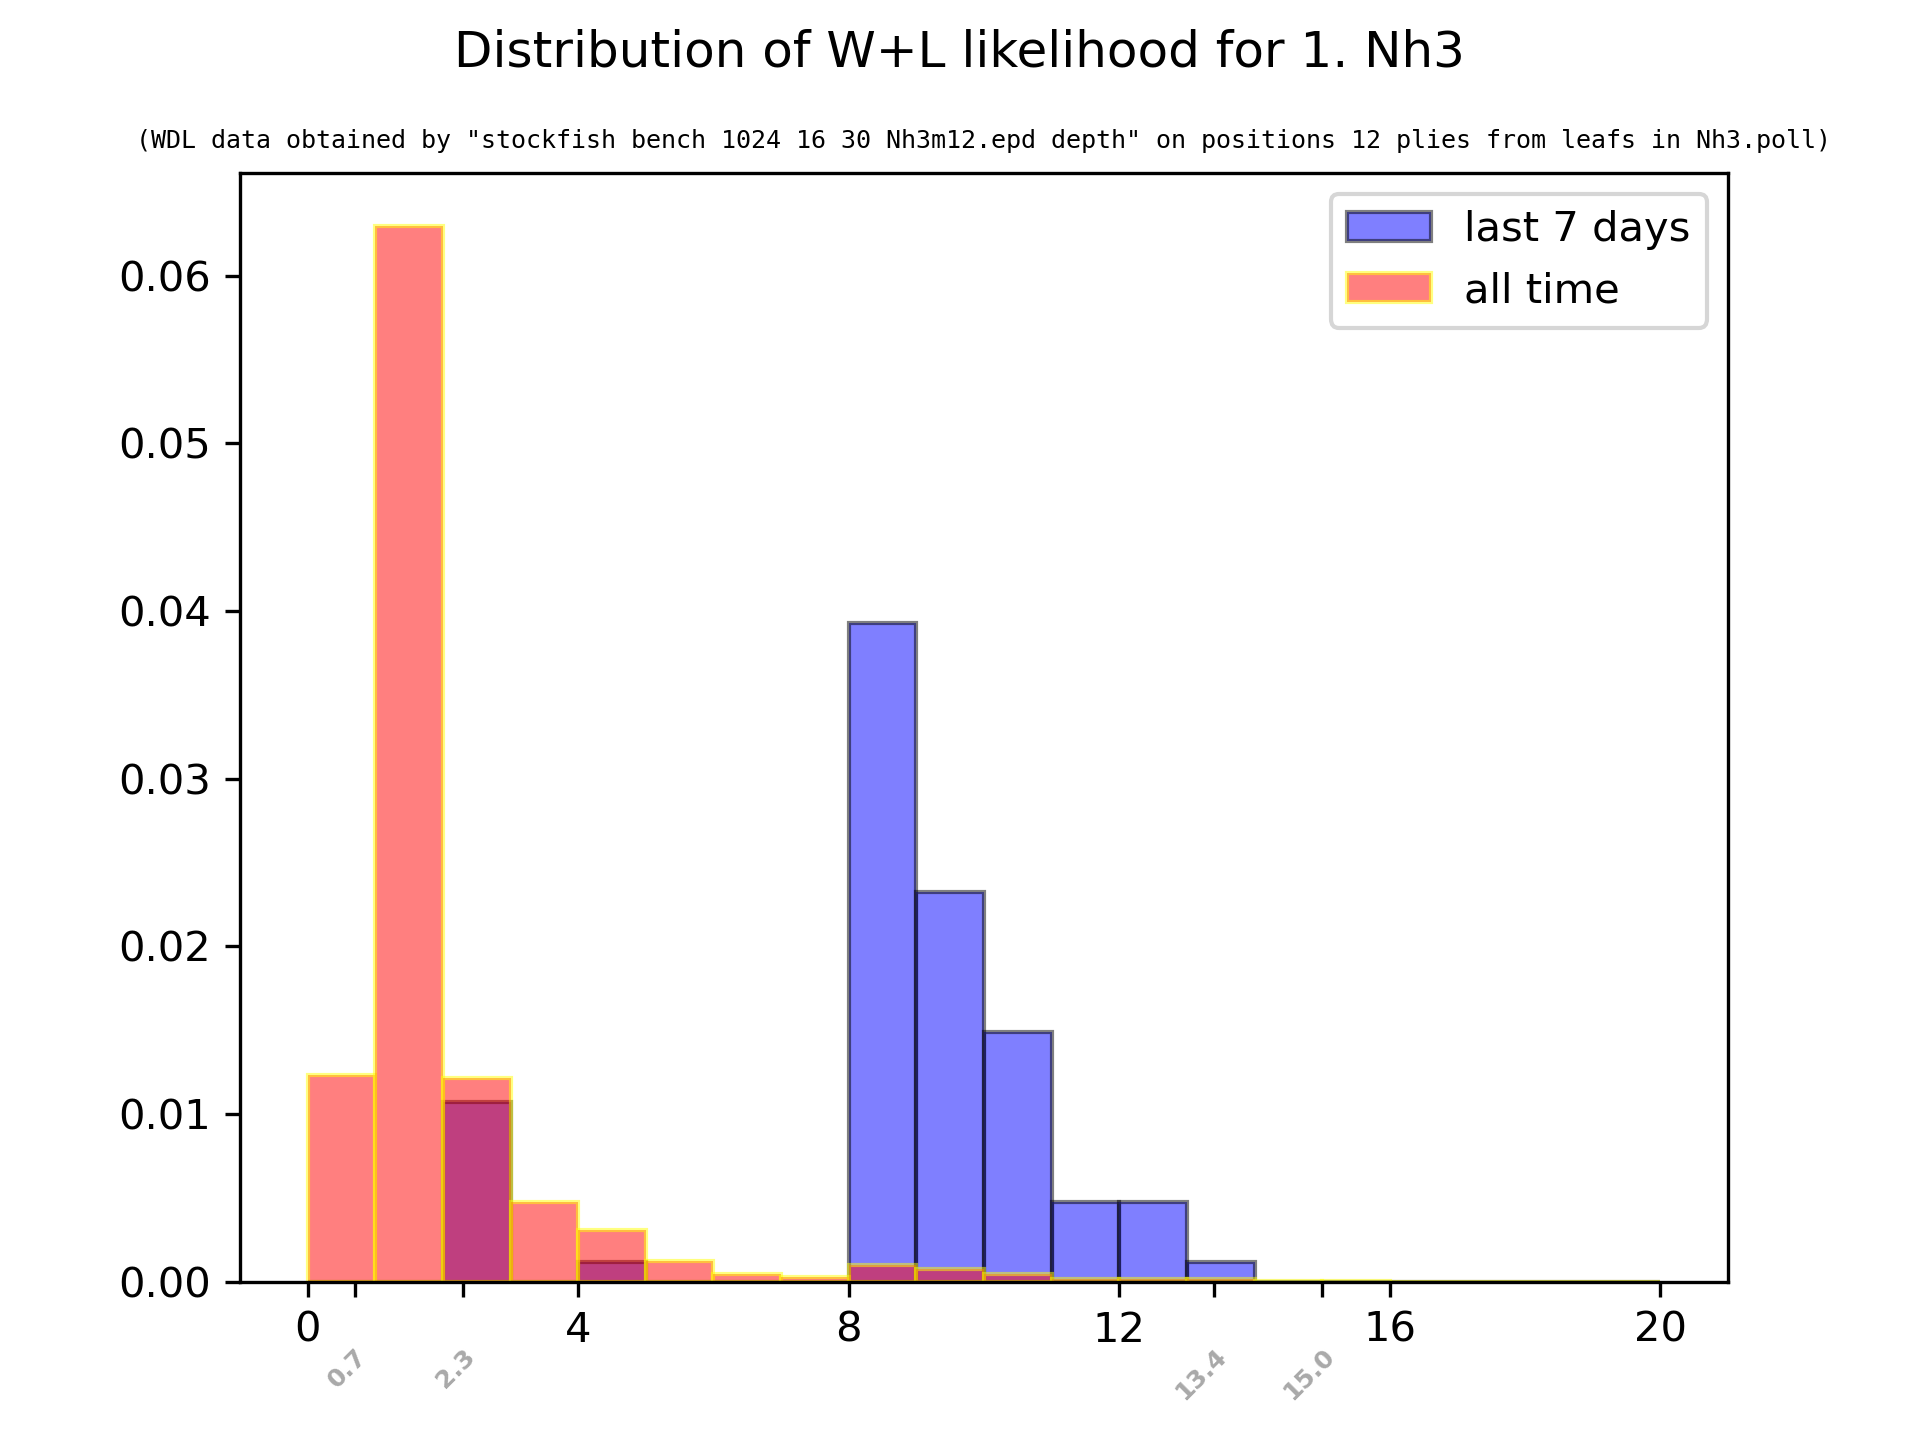 Distribution of W+L likelihood for 1. Nh3
(WDL data obtained by "stockfish bench 1024 16 30 Nh3m12.epd depth" on positions 12 plies from leafs in Nh3.poll)
last 7 days
all time
0.06
0.05
0.04
0.03
0.02
0.01
0.00
0 4 8 12 16 20
0.7 2.3 13.4 15.0